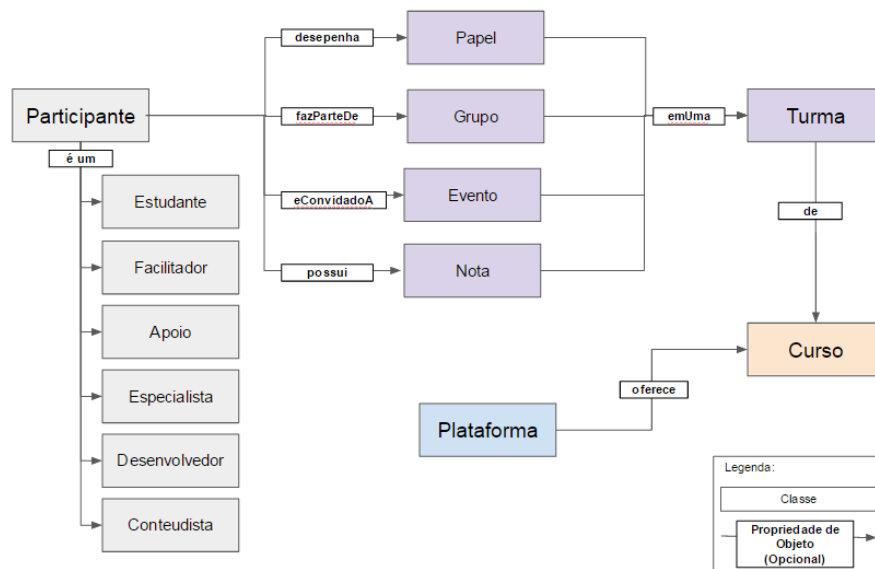 desepenha
Papel
Participante
fazParteDe
Grupo
emUma
Turma
é um
Estudante
eConvidadoA
Evento
de
Facilitador
possui
Nota
Apoio
Curso
oferece
Especialista
Plataforma
Desenvolvedor
Legenda:
Classe
Conteudista
Propriedade de
Objeto
(Opcional)